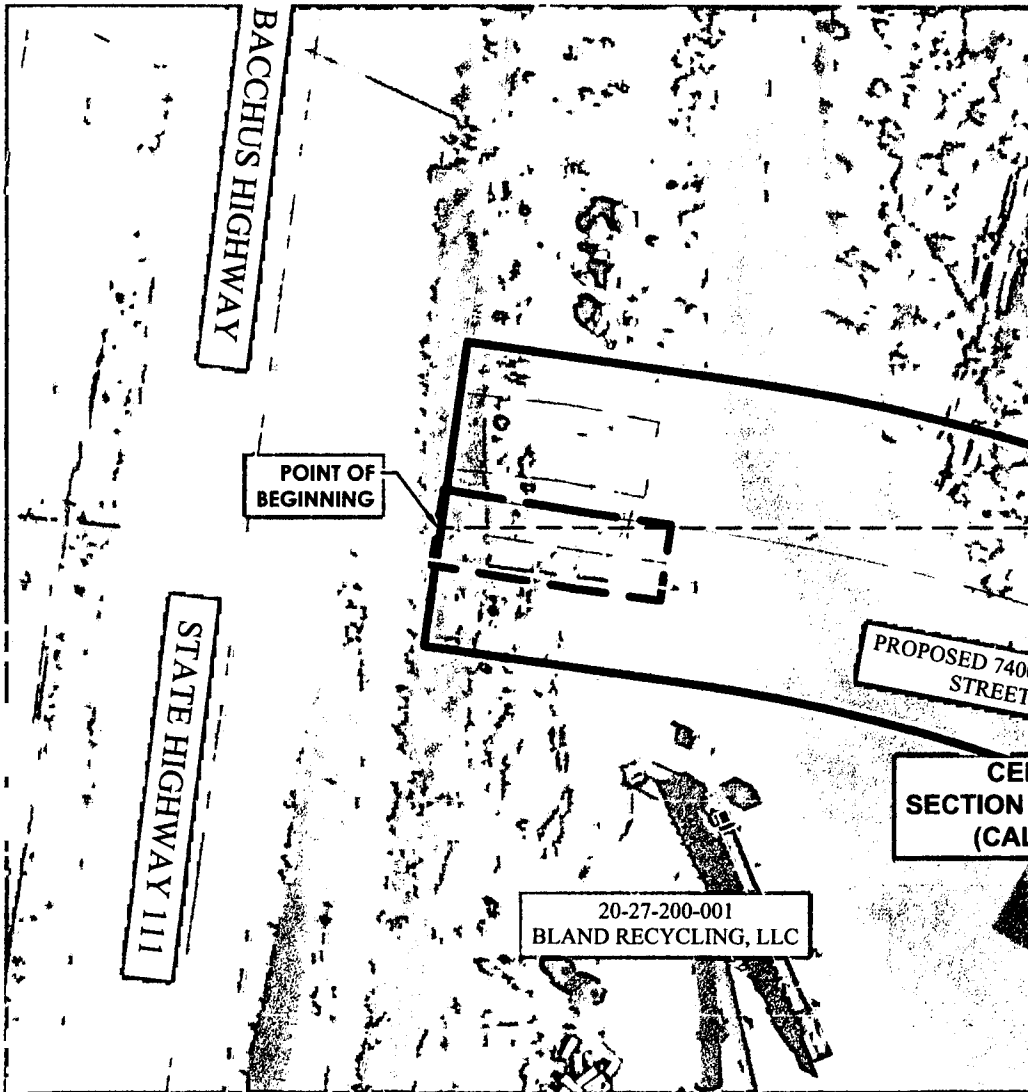 BACCHUS HIGHWAY
POINT OF
BEGINNING
STATE HIGHWAY 111
PROPOSED 740
STREET
CE
SECTION
(CAL
20-27-200-001
BLAND RECYCLING, LLC